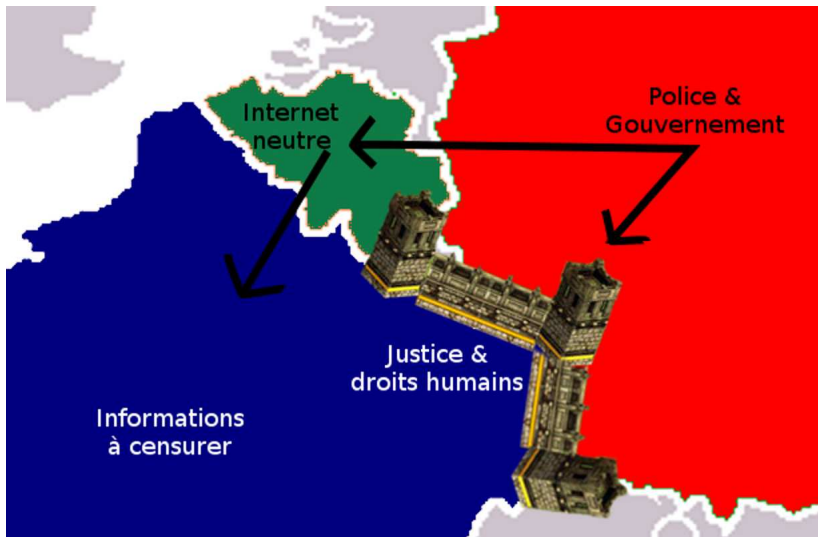 Internet
neutre
Police &
Gouvernement
Justice &
droits humains
Informations
à censurer